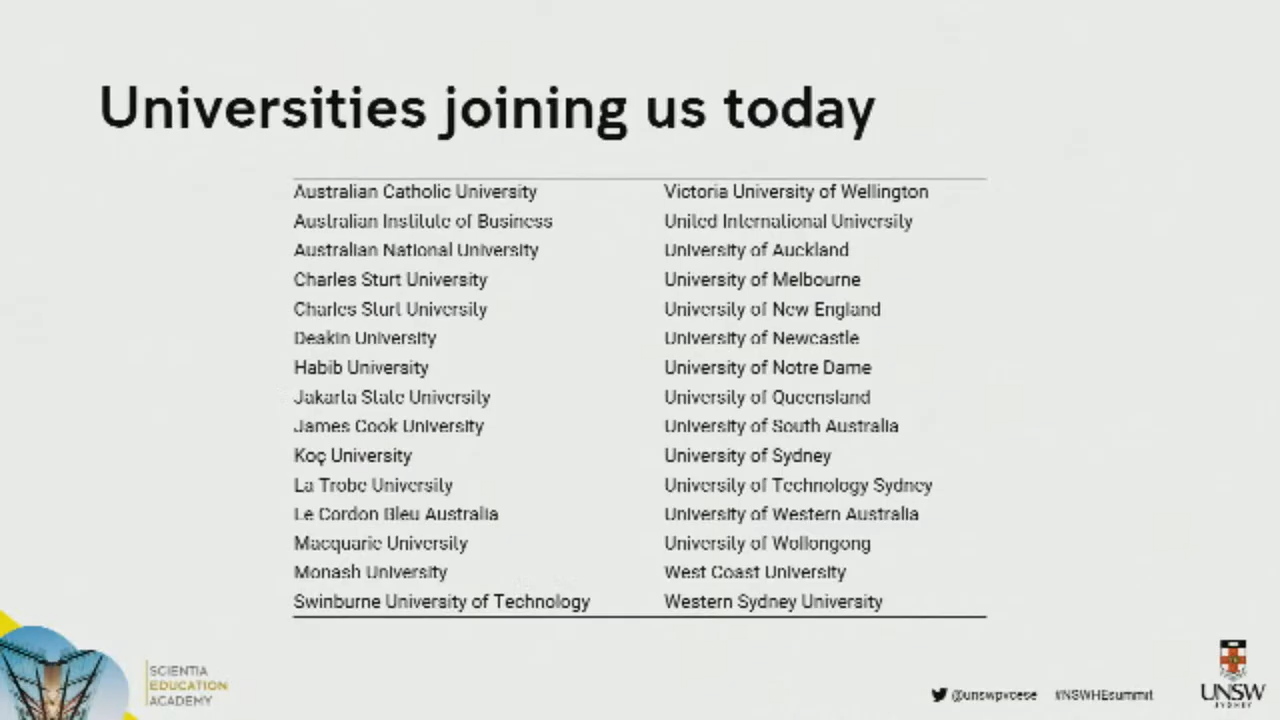 Universities joining us today
Australian Catholic University
Australian Institute of Business
Australian National University
Charles Sturt University
Charles Sturt University
Deakin University
Habib University
Jakarta State University
James Cook University
Koç University
La Trobe University
Le Cordon Bleu Australia
Macquarie University
Monash University
Swinburne University of Technology
Victoria University of Wellington
United International University
University of Auckland
University of Melbourne
University of New England
University of Newcastle
University of Notre Dame
University of Queensland
University of South Australia
University of Sydney
University of Technology Sydney
University of Western Australia
University of Wollongong
West Coast University
Western Sydney University
SCIENTIA
EDUCATION
ACADEMY
@unswpvcese #NSWHEsummit
UNSW
SYDNEY